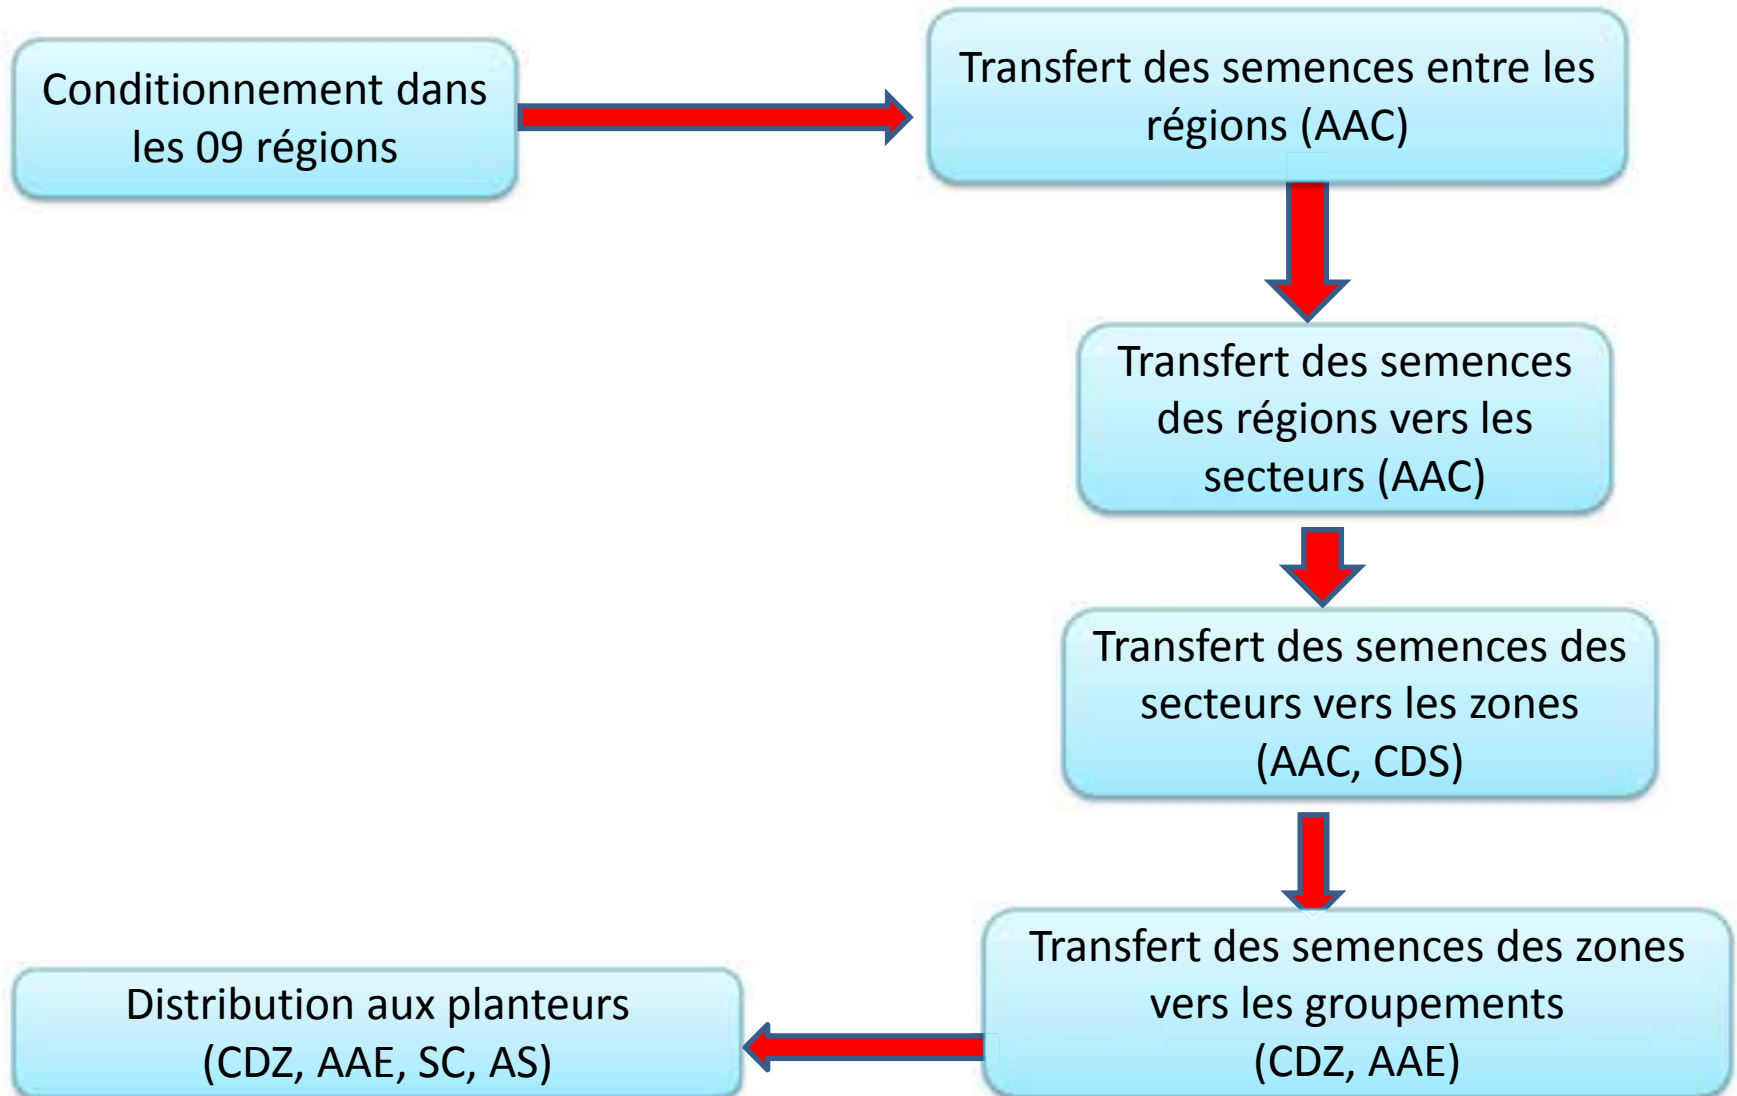 Conditionnement dans
les 09 régions
Transfert des semences entre les
régions (AAC)
Transfert des semences
des régions vers les
secteurs (AAC)
Transfert des semences des
secteurs vers les zones
(AAC, CDS)
Transfert des semences des zones
vers les groupements
(CDZ, AAE)
Distribution aux planteurs
(CDZ, AAE, SC, AS)